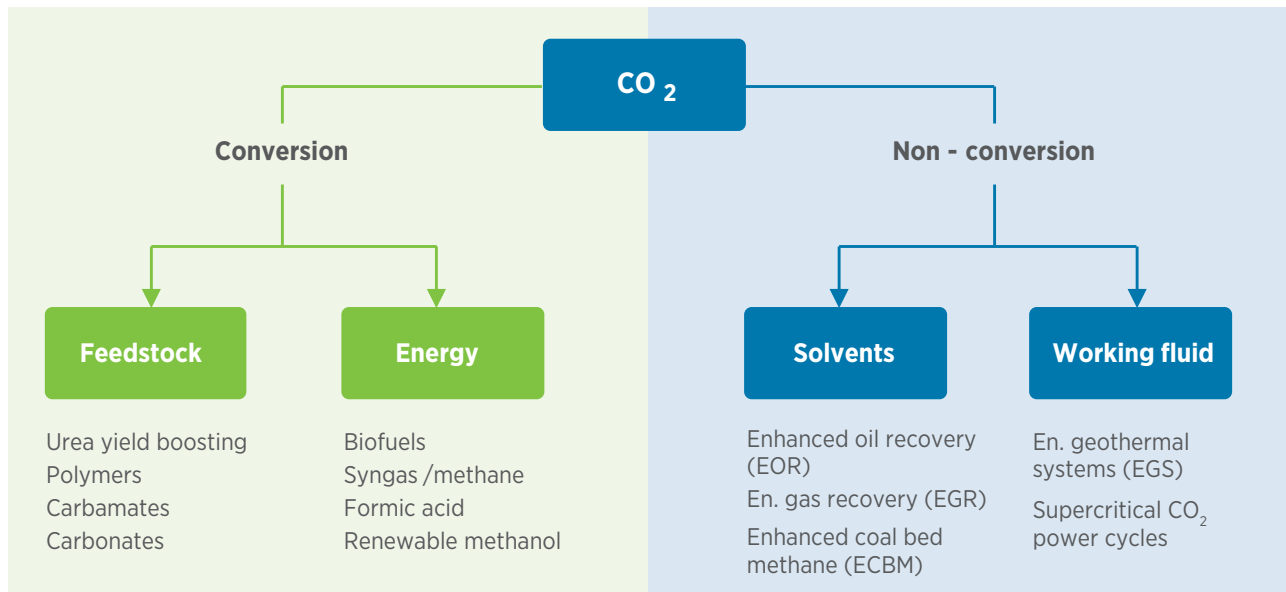 CO 2
Conversion
Non - conversion
Feedstock
Energy
Solvents
Working fluid
Urea yield boosting
Polymers
Carbamates
Carbonates
Biofuels
Syngas /methane
Formic acid
Renewable methanol
Enhanced oil recovery
(EOR)
En. gas recovery (EGR)
Enhanced coal bed
methane (ECBM)
En. geothermal
systems (EGS)
Supercritical CO2
power cycles